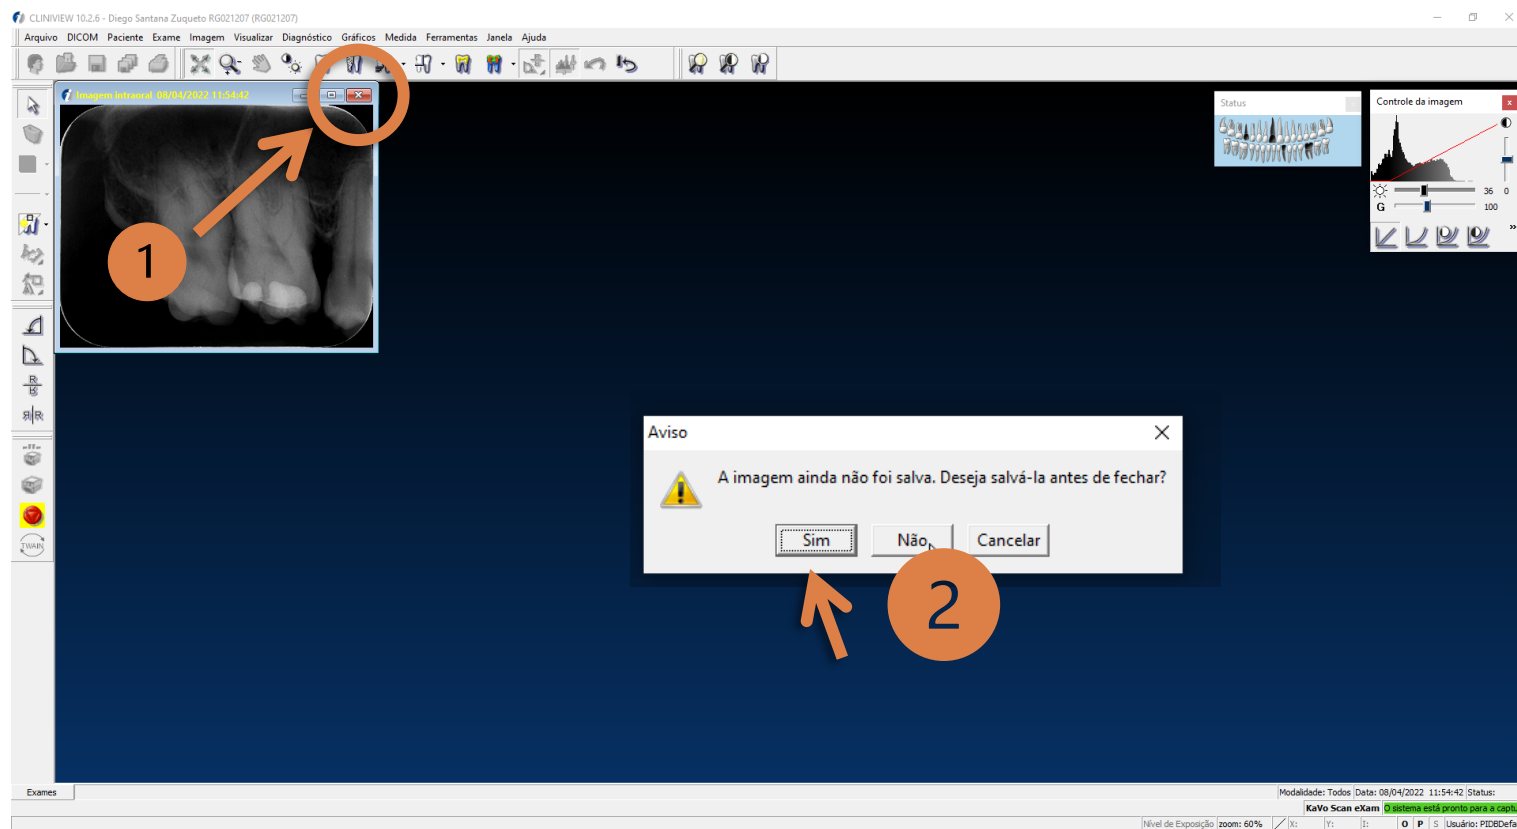 CLINIVIEW 10.2.6 - Diego Santana Zuqueto RG021207 (RG021207)
Arquivo DICOM Paciente Exame Imagem Visualizar Diagnóstico Gráficos Medida Ferramentas Janela Ajuda
Imagem intraoral 08/04/2022 11:54:42
Status
Controle da imagem
36 0
G 100
1
R
R
R R
TWAIN
Aviso
A imagem ainda não foi salva. Deseja salvá-la antes de fechar?
Sim Não Cancelar
2
Exames
Modalidade: Todos Data: 08/04/2022 11:54:42 Status:
KaVo Scan eXam O sistema está pronto para a captu
Nível de Exposição zoom: 60% X: Y: I: O P S Usuário: PIDBDefa